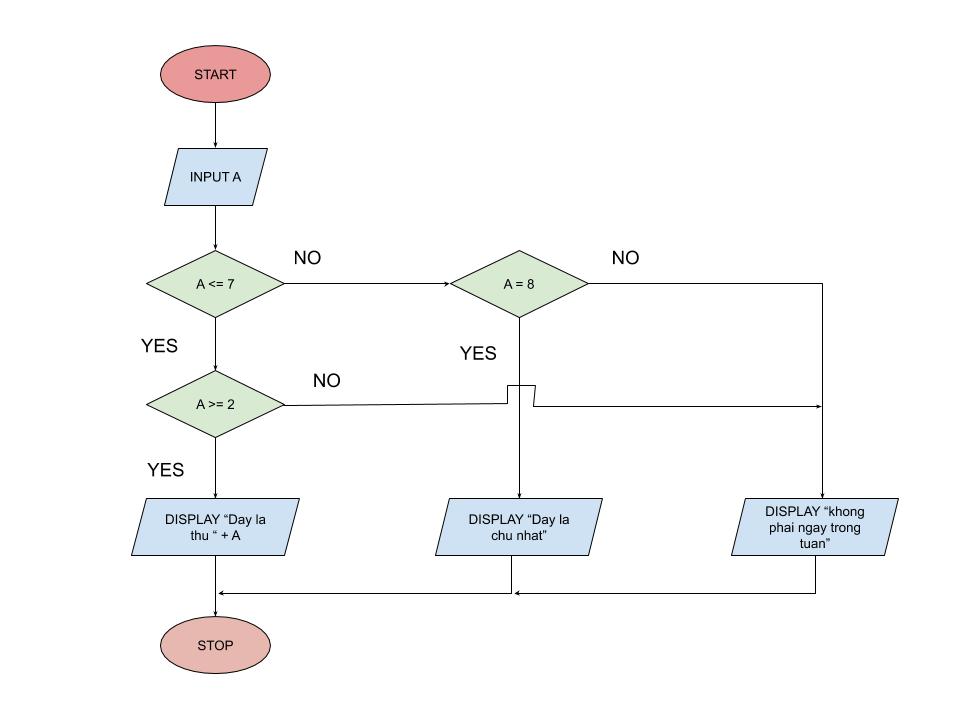 START
INPUT A
A <= 7
NO
A = 8
NO
YES
YES
A >= 2
NO
YES
DISPLAY “Day la
thu “ + A
DISPLAY “Day la
chu nhat”
DISPLAY “khong
phai ngay trong
tuan”
STOP